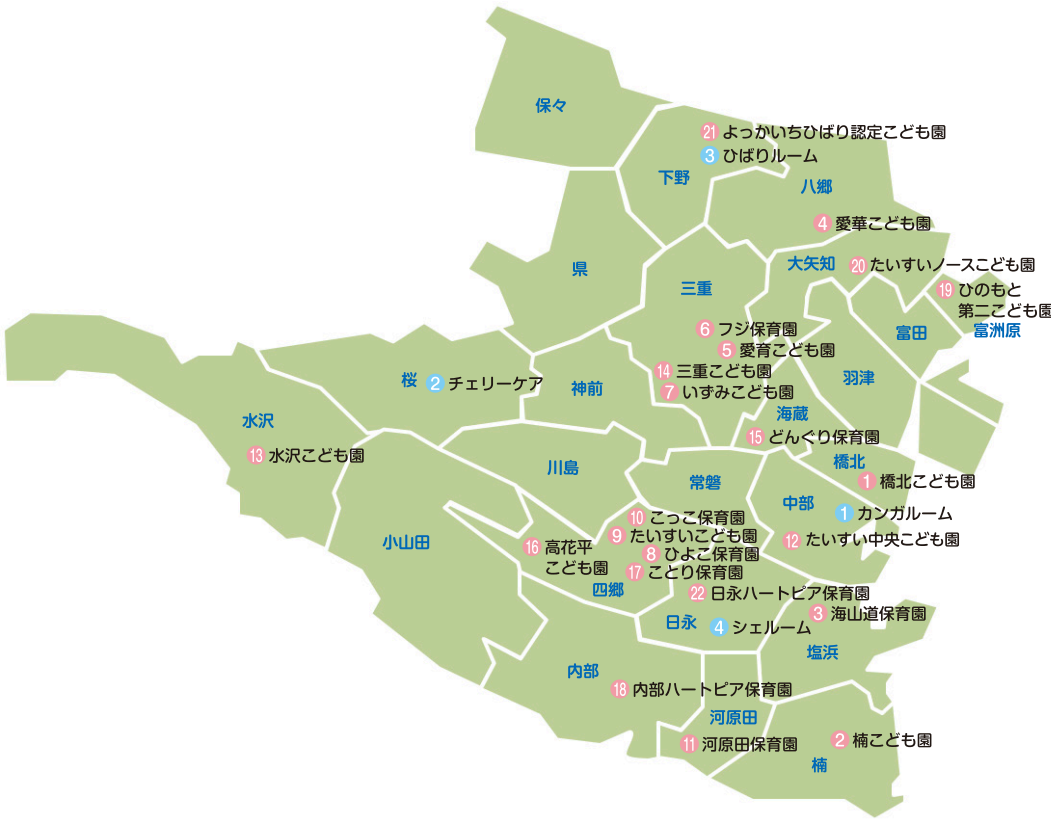 保々
21 よっかいちひばり認定こども園
3 ひばりルーム
下野
八郷
4 愛華こども園
大矢知
20 たいすいノースこども園
県
三重
19 ひのもと
第二こども園
富洲原
富田
6 フジ保育園
5 愛育こども園
14 三重こども園
7 いずみこども園
羽津
桜
2 チェリーケア
神前
海蔵
水沢
15 どんぐり保育園
13 水沢こども園
川島
橋北
常磐
1 橋北こども園
中部
1 カンガルーム
10 こっこ保育園
9 たいすいこども園
12 たいすい中央こども園
小山田
16 高花平
こども園
8 ひよこ保育園
17 ことり保育園
四郷
22 日永ハートピア保育園
日永
4 シェルルーム
3 海山道保育園
塩浜
内部
18 内部ハートピア保育園
河原田
11 河原田保育園
2 楠こども園
楠